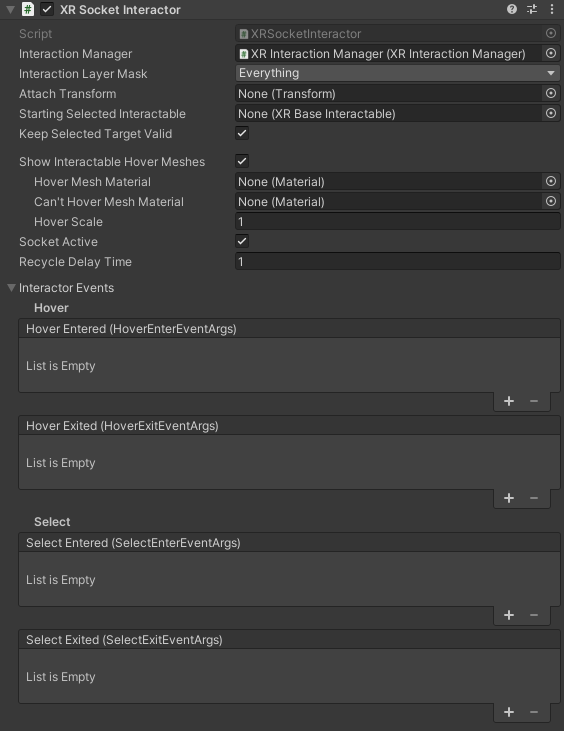 XR Socket Interactor
Script XRSocketInteractor
Interaction Manager XR Interaction Manager (XR Interaction Manager)
Interaction Layer Mask Everything
Attach Transform None (Transform)
Starting Selected Interactable None (XR Base Interactable)
Keep Selected Target Valid
Show Interactable Hover Meshes
Hover Mesh Material None (Material)
Can't Hover Mesh Material None (Material)
Hover Scale 1
Socket Active
Recycle Delay Time 1
Interactor Events
Hover
Hover Entered (HoverEnterEventArgs)
List is Empty
Hover Exited (HoverExitEventArgs)
List is Empty
Select
Select Entered (SelectEnterEventArgs)
List is Empty
Select Exited (SelectExitEventArgs)
List is Empty